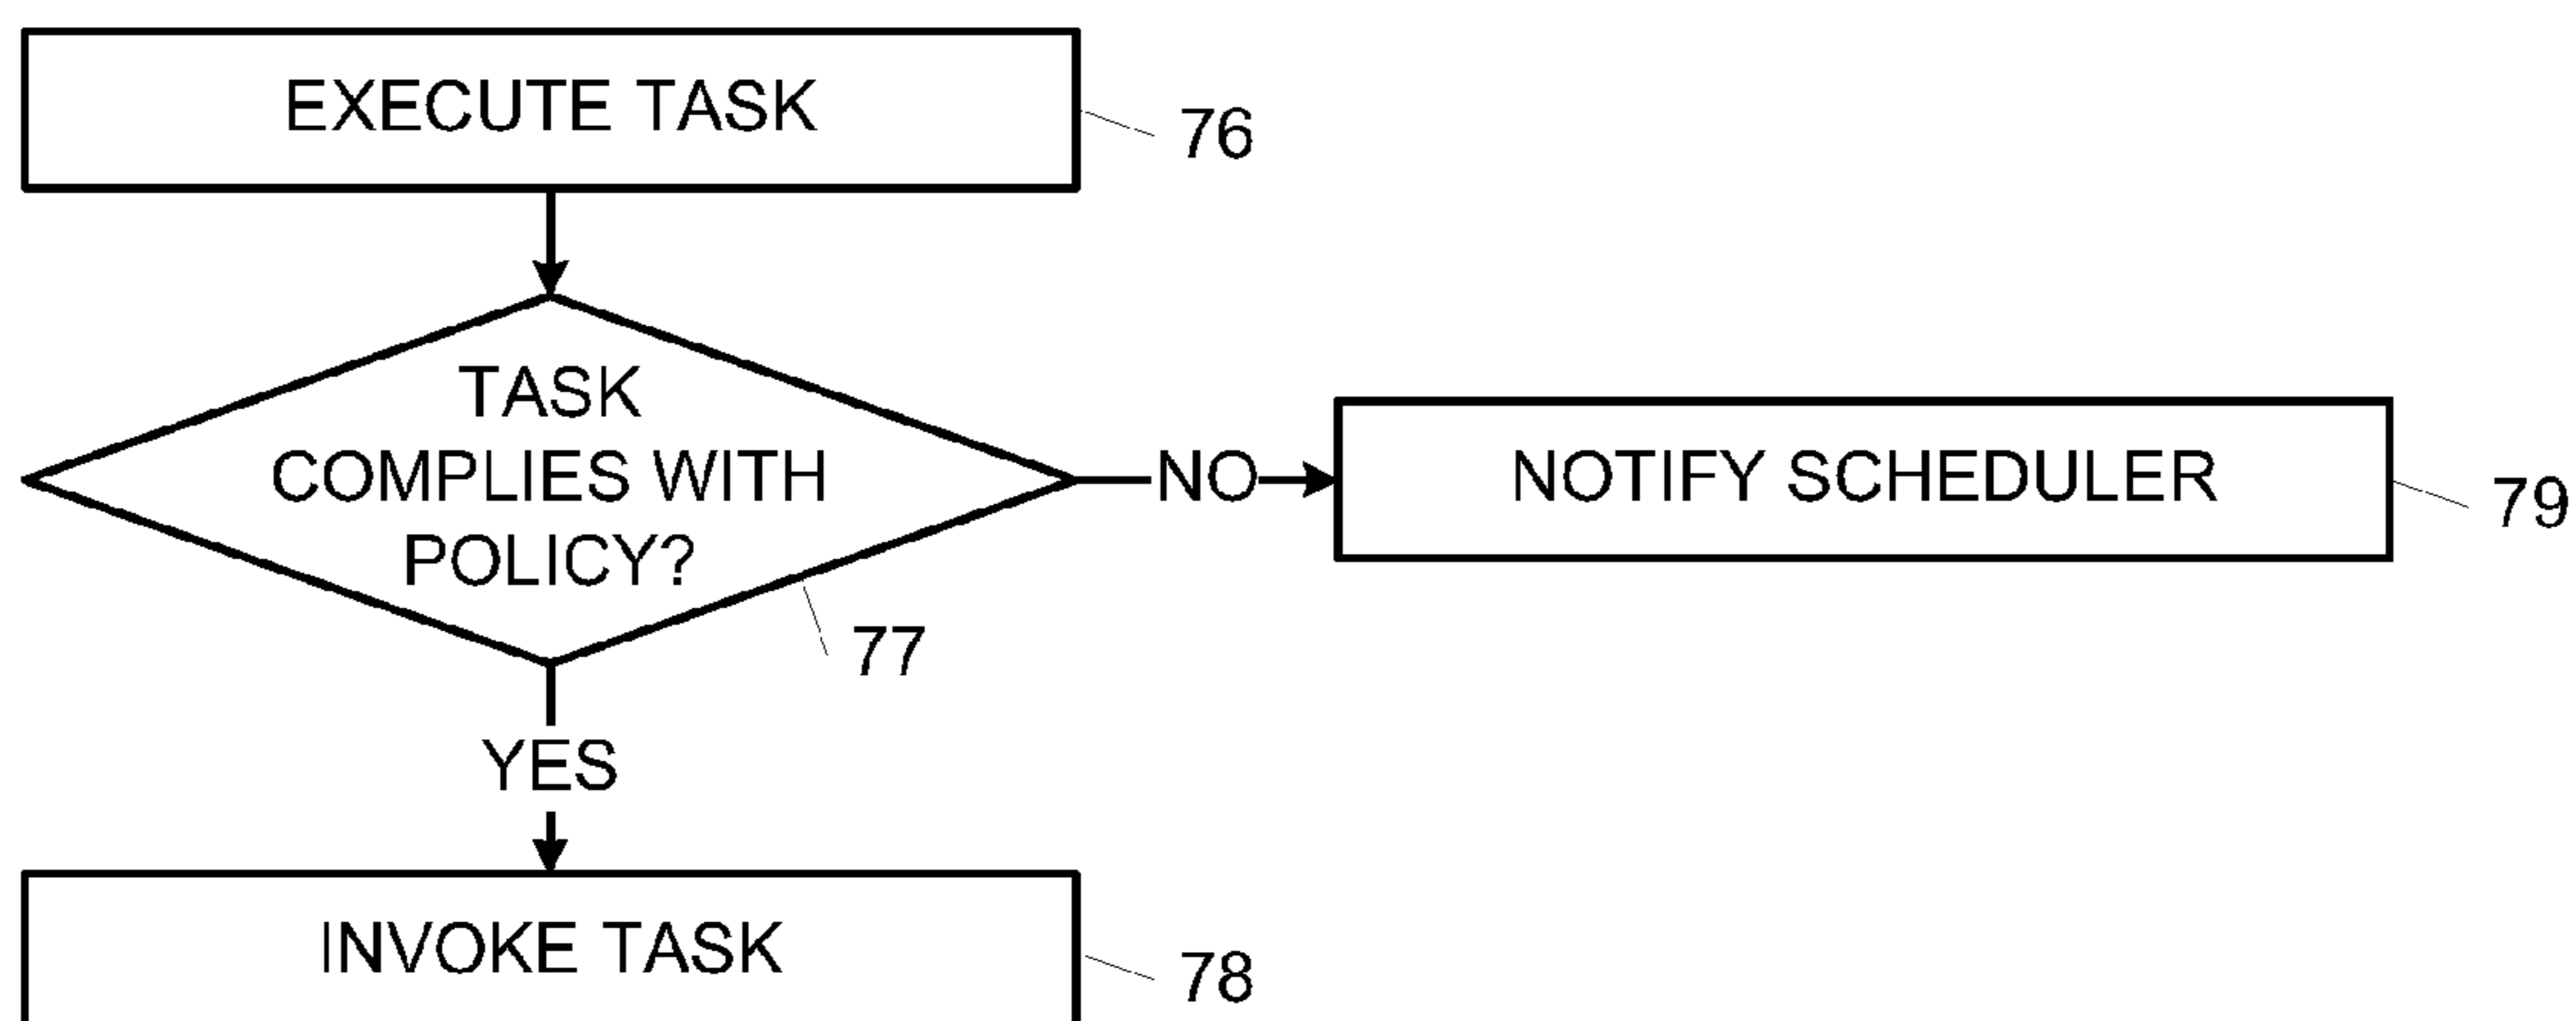 EXECUTE TASK
76
TASK
COMPLIES WITH
POLICY?
77
NO
NOTIFY SCHEDULER
79
YES
INVOKE TASK
78